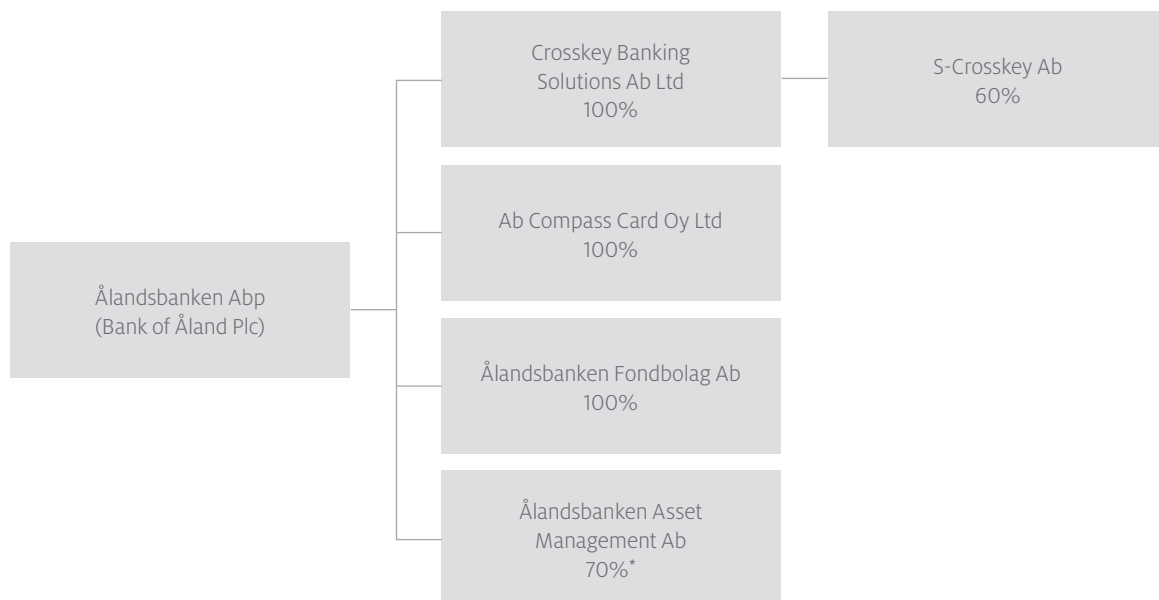 Crosskey Banking
Solutions Ab Ltd
100%
S-Crosskey Ab
60%
Ab Compass Card Oy Ltd
100%
Ålandsbanken Abp
(Bank of Åland Plc)
Ålandsbanken Fondbolag Ab
100%
Ålandsbanken Asset
Management Ab
70%*